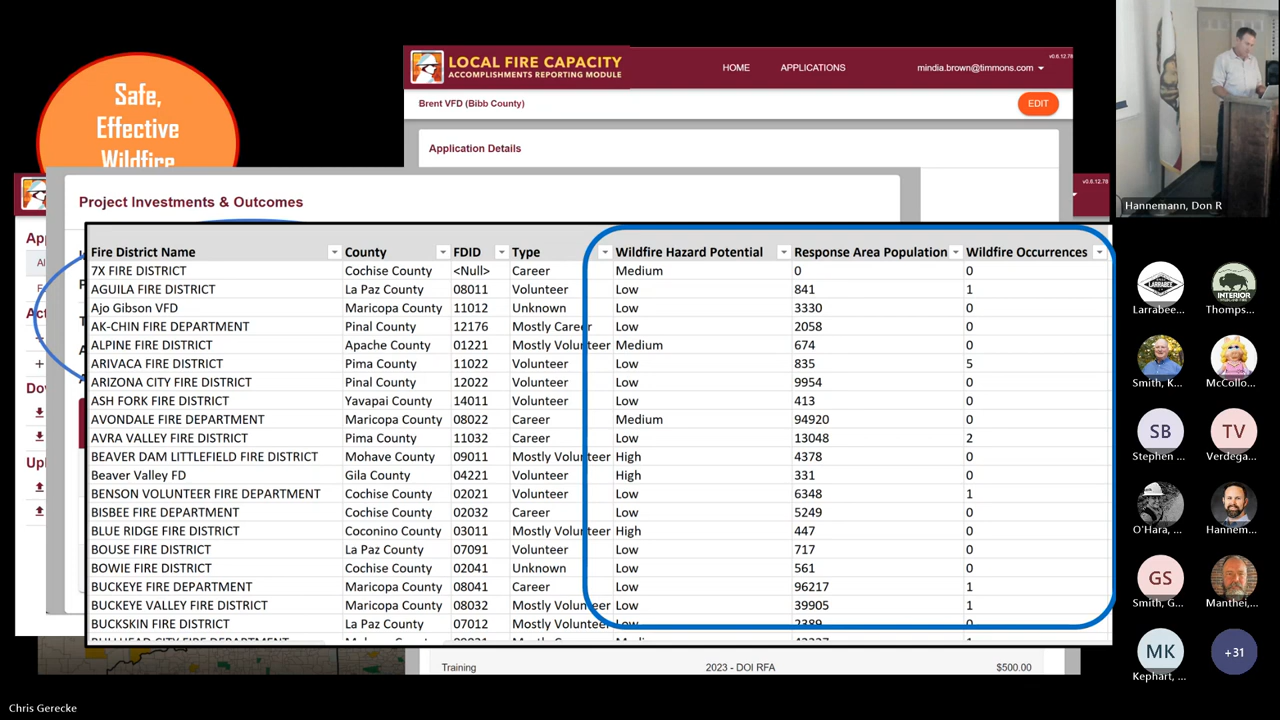 Safe,
Effective
Wildfire
LOCAL FIRE CAPACITY
ACCOMPLISHMENTS REPORTING MODULE
HOME APPLICATIONS mindia.brown@timmons.com v0.6.12.78
Brent VFD (Bibb County) EDIT
Application Details
v0.6.12.78
Project Investments & Outcomes
Fire District Name County FDID Type Wildfire Hazard Potential Response Area Population Wildfire Occurrences
7X FIRE DISTRICT Cochise County <Null> Career Medium 0 0
AGUILA FIRE DISTRICT La Paz County 08011 Volunteer Low 841 1
Ajo Gibson VFD Maricopa County 11012 Unknown Low 3330 0
AK-CHIN FIRE DEPARTMENT Pinal County 12176 Mostly Career Low 2058 0
ALPINE FIRE DISTRICT Apache County 01221 Mostly Volunteer Medium 674 0
ARIVACA FIRE DISTRICT Pima County 11022 Volunteer Low 835 5
ARIZONA CITY FIRE DISTRICT Pinal County 12022 Volunteer Low 9954 0
ASH FORK FIRE DISTRICT Yavapai County 14011 Volunteer Low 413 0
AVONDALE FIRE DEPARTMENT Maricopa County 08022 Career Medium 94920 0
AVRA VALLEY FIRE DISTRICT Pima County 11032 Career Low 13048 2
BEAVER DAM LITTLEFIELD FIRE DISTRICT Mohave County 09011 Mostly Volunteer High 4378 0
Beaver Valley FD Gila County 04221 Volunteer High 331 0
BENSON VOLUNTEER FIRE DEPARTMENT Cochise County 02021 Volunteer Low 6348 1
BISBEE FIRE DEPARTMENT Cochise County 02032 Career Low 5249 0
BLUE RIDGE FIRE DISTRICT Coconino County 03011 Mostly Volunteer High 447 0
BOUSE FIRE DISTRICT La Paz County 07091 Volunteer Low 717 0
BOWIE FIRE DISTRICT Cochise County 02041 Unknown Low 561 0
BUCKEYE FIRE DEPARTMENT Maricopa County 08041 Career Low 96217 1
BUCKEYE VALLEY FIRE DISTRICT Maricopa County 08032 Mostly Volunteer Low 39905 1
BUCKSKIN FIRE DISTRICT La Paz County 07012 Mostly Volunteer Low 2389 0
Training 2023 - DOI RFA $500.00
Hannemann, Don R
Larrabee... Thomps...
Smith, K... McCollo...
SB TV
Stephen ... Verdega...
O'Hara, ... Hannem...
GS
Smith, G... Manthei,...
MK +31
Kephart, ...
Chris Gerecke